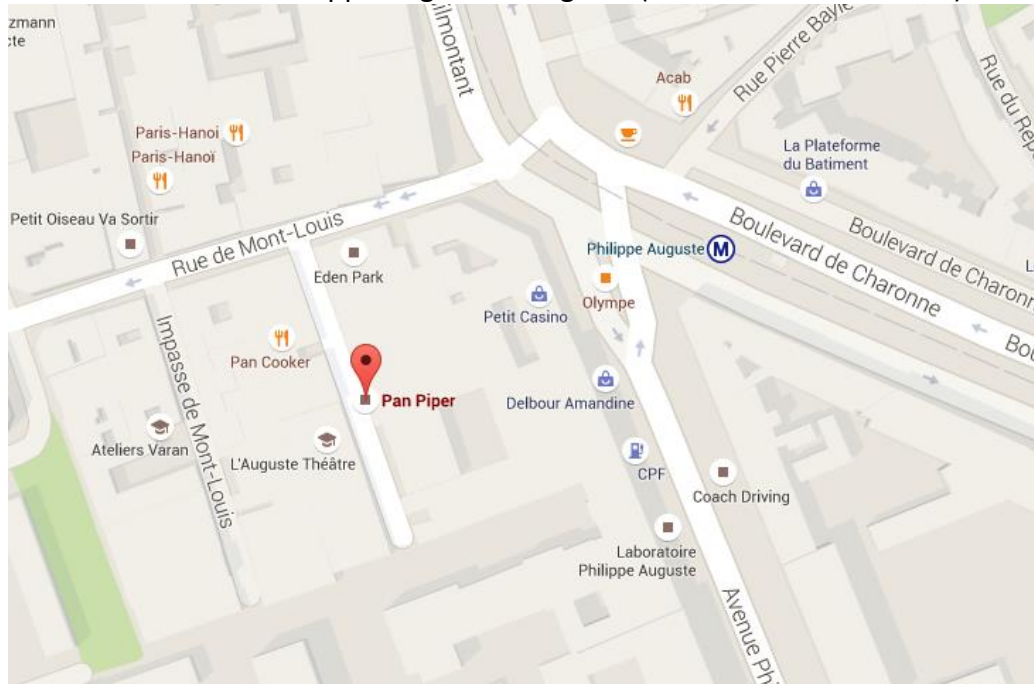 zmann
cte
ilmontant
Acab
Rue Pierre Bayle
Rue du Rep
Paris-Hanoi
Paris-Hanoï
La Plateforme
du Batiment
Petit Oiseau Va Sortir
Rue de Mont-Louis
Eden Park
Philippe Auguste
M
Boulevard de Charonne
Boulevard de Charonn
Olympe
Petit Casino
Impasse de Mont-Louis
Pan Cooker
Bou
Pan Piper
Delbour Amandine
Ateliers Varan
L'Auguste Théâtre
CPF
Coach Driving
Laboratoire
Philippe Auguste
Avenue Phi